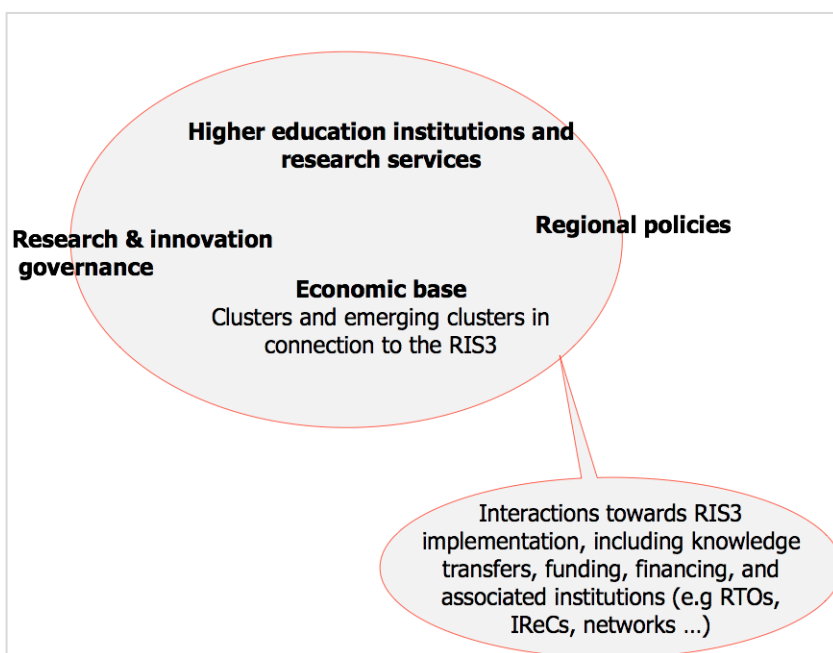 Higher education institutions and
research services
Regional policies
Research & innovation
governance
Economic base
Clusters and emerging clusters in
connection to the RIS3
Interactions towards RIS3
implementation, including knowledge
transfers, funding, financing, and
associated institutions (e.g RTOs,
IReCs, networks ...)